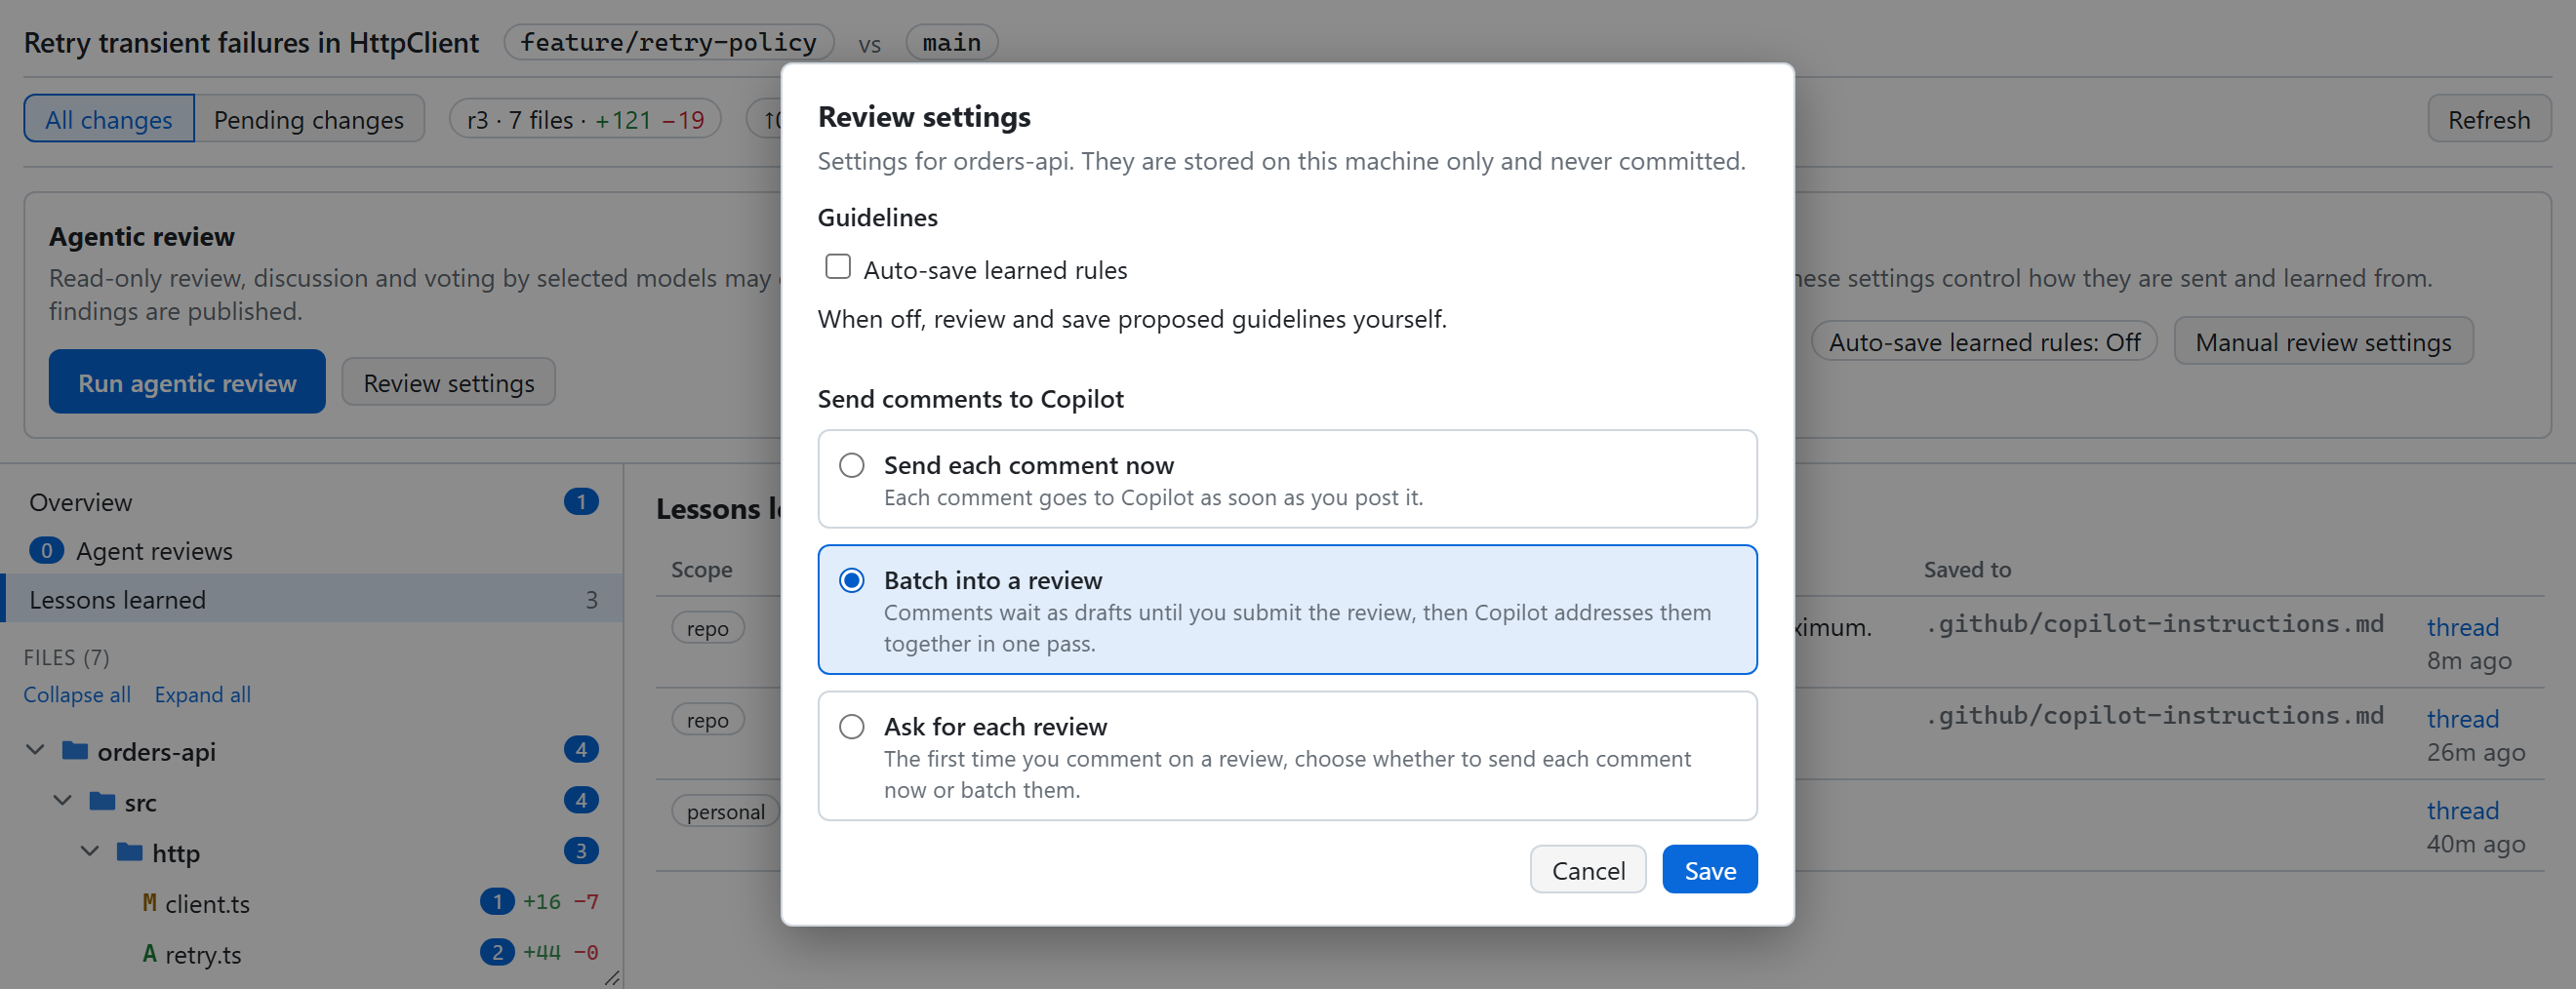 Retry transient failures in HttpClient feature/retry-policy vs main
All changes Pending changes r3 · 7 files · +121 −19 Refresh
Agentic review
Read-only review, discussion and voting by selected models may
findings are published.
Run agentic review Review settings
these settings control how they are sent and learned from.
Auto-save learned rules: Off Manual review settings
Review settings
Settings for orders-api. They are stored on this machine only and never committed.
Guidelines
Auto-save learned rules
When off, review and save proposed guidelines yourself.
Send comments to Copilot
Send each comment now
Each comment goes to Copilot as soon as you post it.
Batch into a review
Comments wait as drafts until you submit the review, then Copilot addresses them
together in one pass.
Ask for each review
The first time you comment on a review, choose whether to send each comment
now or batch them.
Cancel Save
Overview 1
0 Agent reviews
Lessons learned 3
FILES (7)
Collapse all Expand all
orders-api 4
src 4
http 3
M client.ts 1 +16 −7
A retry.ts 2 +44 −0
Lessons
Scope Saved to
repo .github/copilot-instructions.md thread
8m ago
repo .github/copilot-instructions.md thread
26m ago
personal thread
40m ago